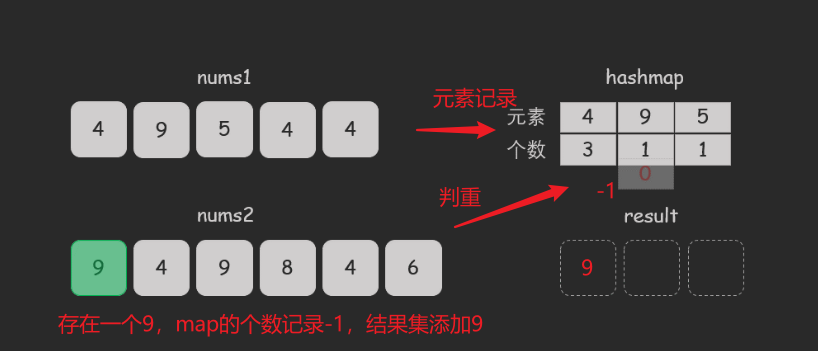 nums1
hashmap
元素记录
4 9 5 4 4
元素 4 9 5
个数 3 1 1
0
-1
判重
nums2
result
9 4 9 8 4 6
9
存在一个9，map的个数记录-1，结果集添加9